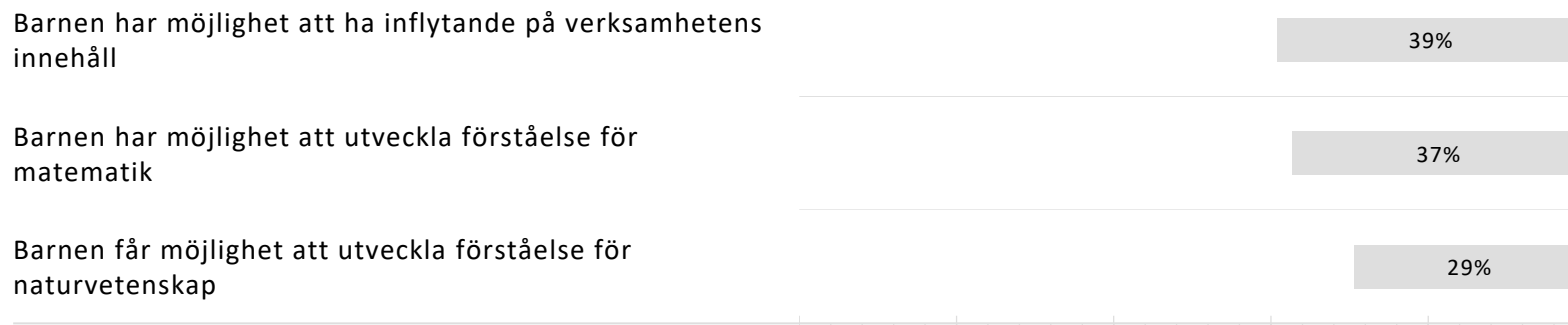 Barnen har möjlighet att ha inflytande på verksamhetens
innehåll
39%
Barnen har möjlighet att utveckla förståelse för
matematik
37%
Barnen får möjlighet att utveckla förståelse för
naturvetenskap
29%